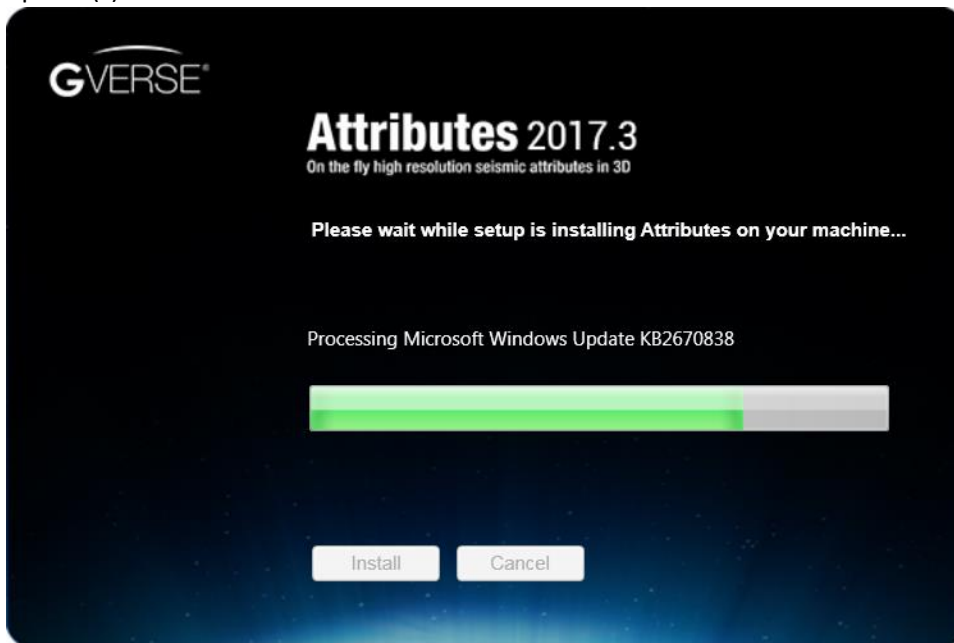 GVERSE®
Attributes 2017.3
On the fly high resolution seismic attributes in 3D
Please wait while setup is installing Attributes on your machine...
Processing Microsoft Windows Update KB2670838
Install Cancel